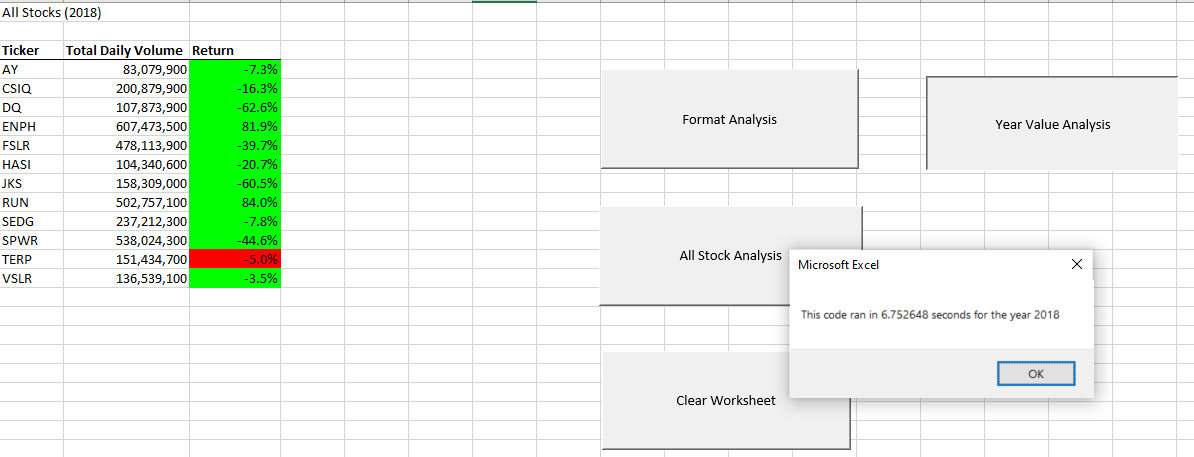 All Stocks (2018)
Ticker Total Daily Volume Return
AY 83,079,900 -7.3%
CSIQ 200,879,900 -16.3%
DQ 107,873,900 -62.6%
ENPH 607,473,500 81.9%
FSLR 478,113,900 -39.7%
HASI 104,340,600 -20.7%
JKS 158,309,000 -60.5%
RUN 502,757,100 84.0%
SEDG 237,212,300 -7.8%
SPWR 538,024,300 -44.6%
TERP 151,434,700 -5.0%
VSLR 136,539,100 -3.5%
Format Analysis
Year Value Analysis
All Stock Analysis
Microsoft Excel
This code ran in 6.752648 seconds for the year 2018
OK
Clear Worksheet